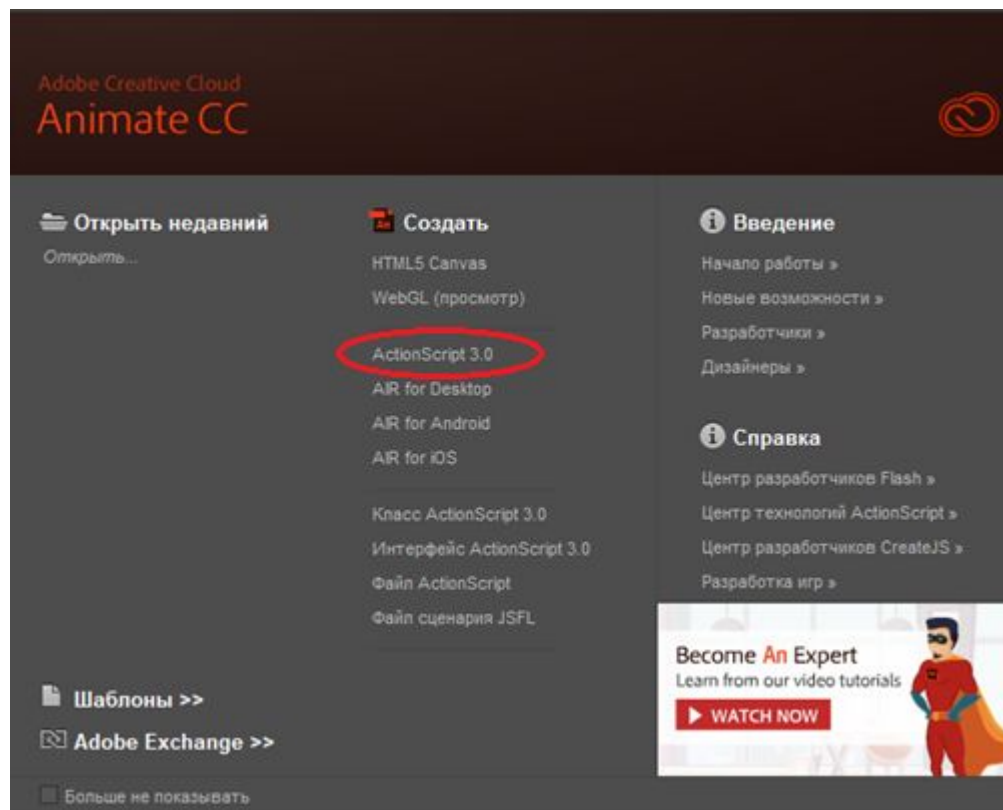 Adobe Creative Cloud
Animate CC
Открыть недавний
Открыть...
Создать
HTML5 Canvas
WebGL (просмотр)
ActionScript 3.0
AIR for Desktop
AIR for Android
AIR for iOS
Класс ActionScript 3.0
Интерфейс ActionScript 3.0
Файл ActionScript
Файл сценария JSFL
Введение
Начало работы »
Новые возможности »
Разработчики »
Дизайнеры »
Справка
Центр разработчиков Flash »
Центр технологий ActionScript »
Центр разработчиков CreateJS »
Разработка игр »
Become An Expert
Learn from our video tutorials
WATCH NOW
Шаблоны >>
Adobe Exchange >>
Больше не показывать